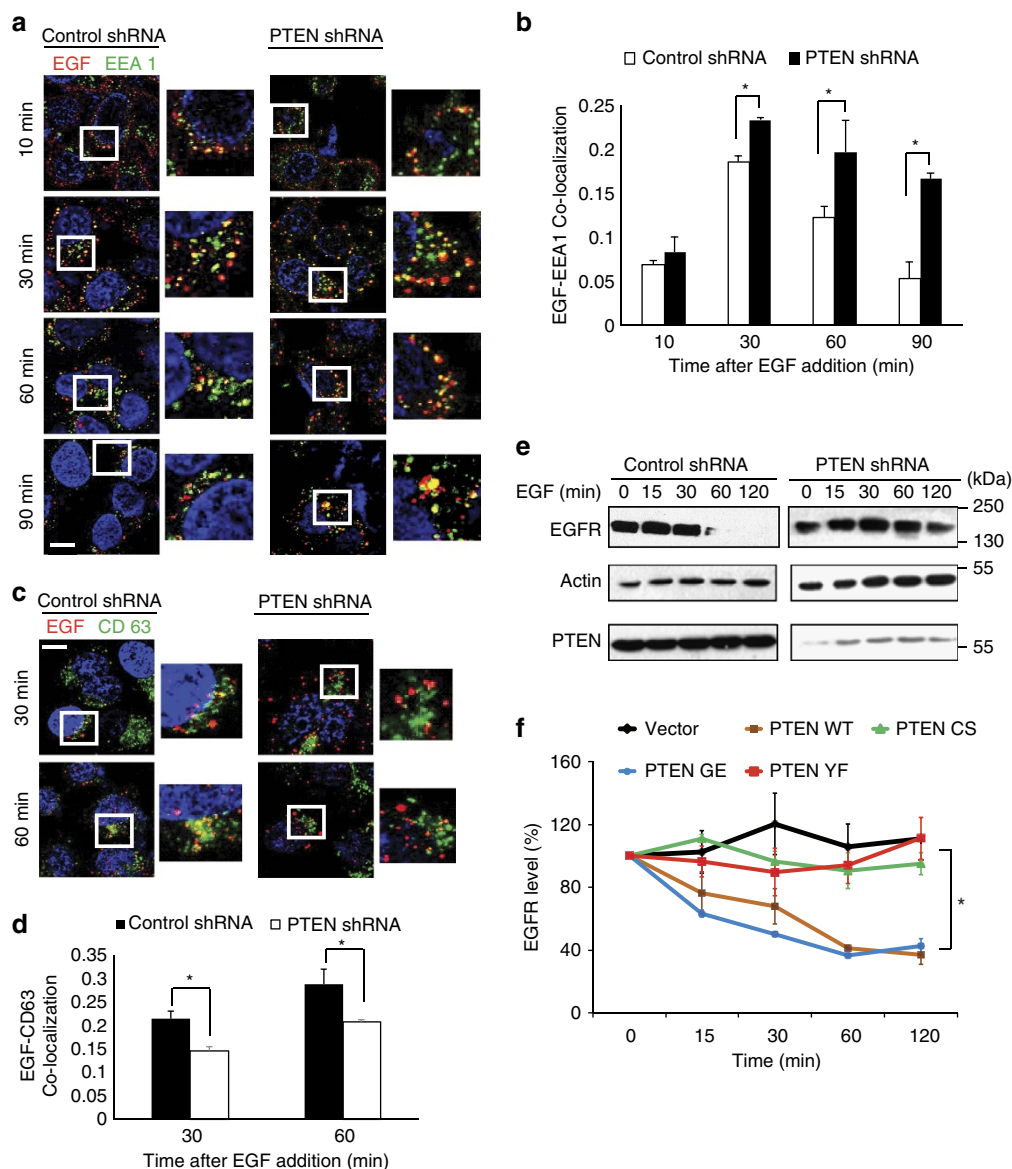 a
Control shRNA
PTEN shRNA
EGF EEA 1
10 min
30 min
60 min
90 min
b
Control shRNA PTEN shRNA
EGF-EEA1 Co-localization
0.25
0.2
0.15
0.1
0.05
0
* * *
10 30 60 90
Time after EGF addition (min)
c
Control shRNA
PTEN shRNA
EGF CD 63
30 min
60 min
d
Control shRNA PTEN shRNA
EGF-CD63
Co-localization
0.35
0.3
0.25
0.2
0.15
0.1
0.05
0
* *
30 60
Time after EGF addition (min)
e
Control shRNA PTEN shRNA (kDa)
EGF (min) 0 15 30 60 120 0 15 30 60 120
EGFR
250
130
Actin
55
PTEN
55
f
Vector PTEN WT PTEN CS
PTEN GE PTEN YF
EGFR level (%)
160
120
80
40
0
*
0 15 30 60 120
Time (min)